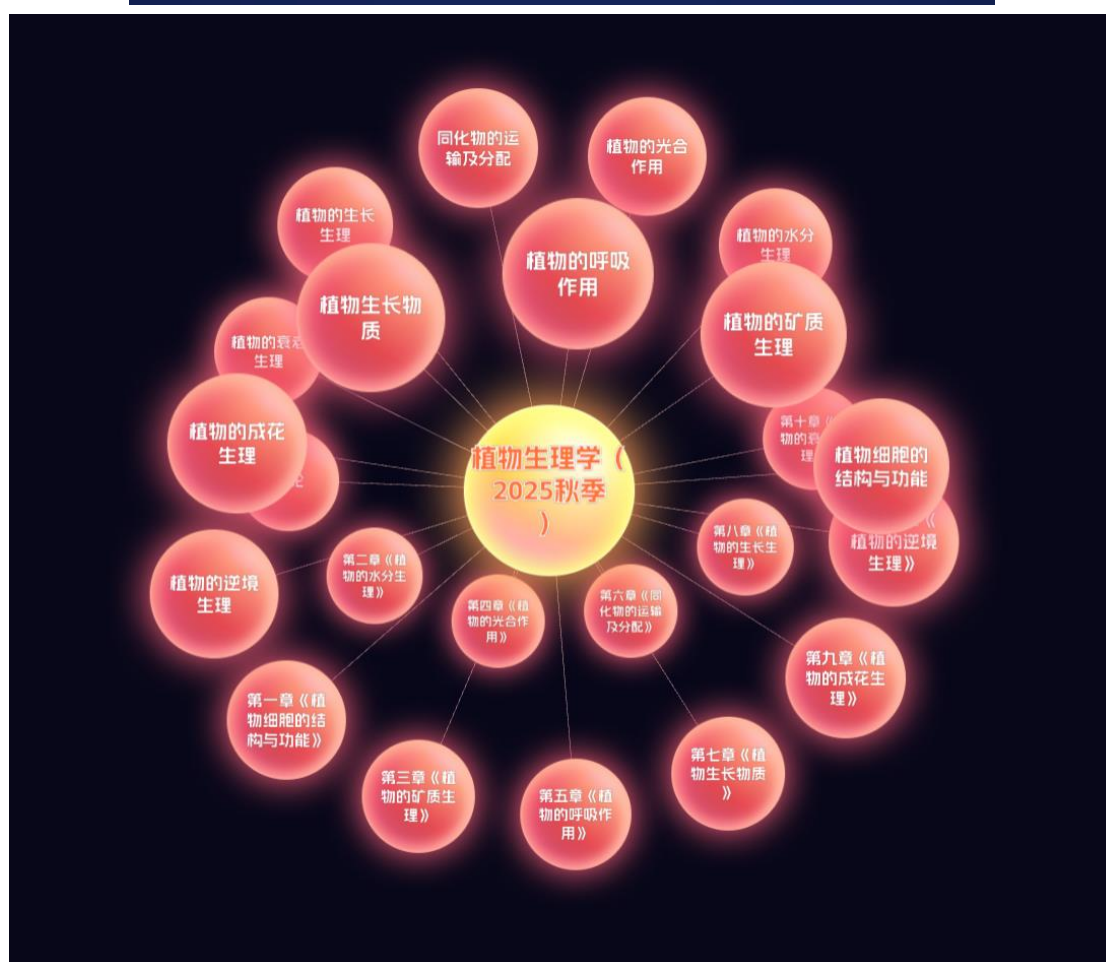 同化物的运
输及分配
植物的光合
作用
植物的生长
生理
植物的水分
生理
植物的呼吸
作用
植物生长物
质
植物的矿质
生理
植物的衰
生理
植物的成花
生理
第十章《
物的衰
理
植物细胞的
结构与功能
植物生理学（
2025秋季
）
论
第八章《植
物的生长生
理》
《
植物的逆境
生理》
第二章《植
物的水分生
理》
植物的逆境
生理
第四章《植
物的光合作
用》
第六章《同
化物的运输
及分配》
第九章《植
物的成花生
理》
第一章《植
物细胞的结
构与功能》
第三章《植
物的矿质生
理》
第五章《植
物的呼吸作
用》
第七章《植
物生长物质
》